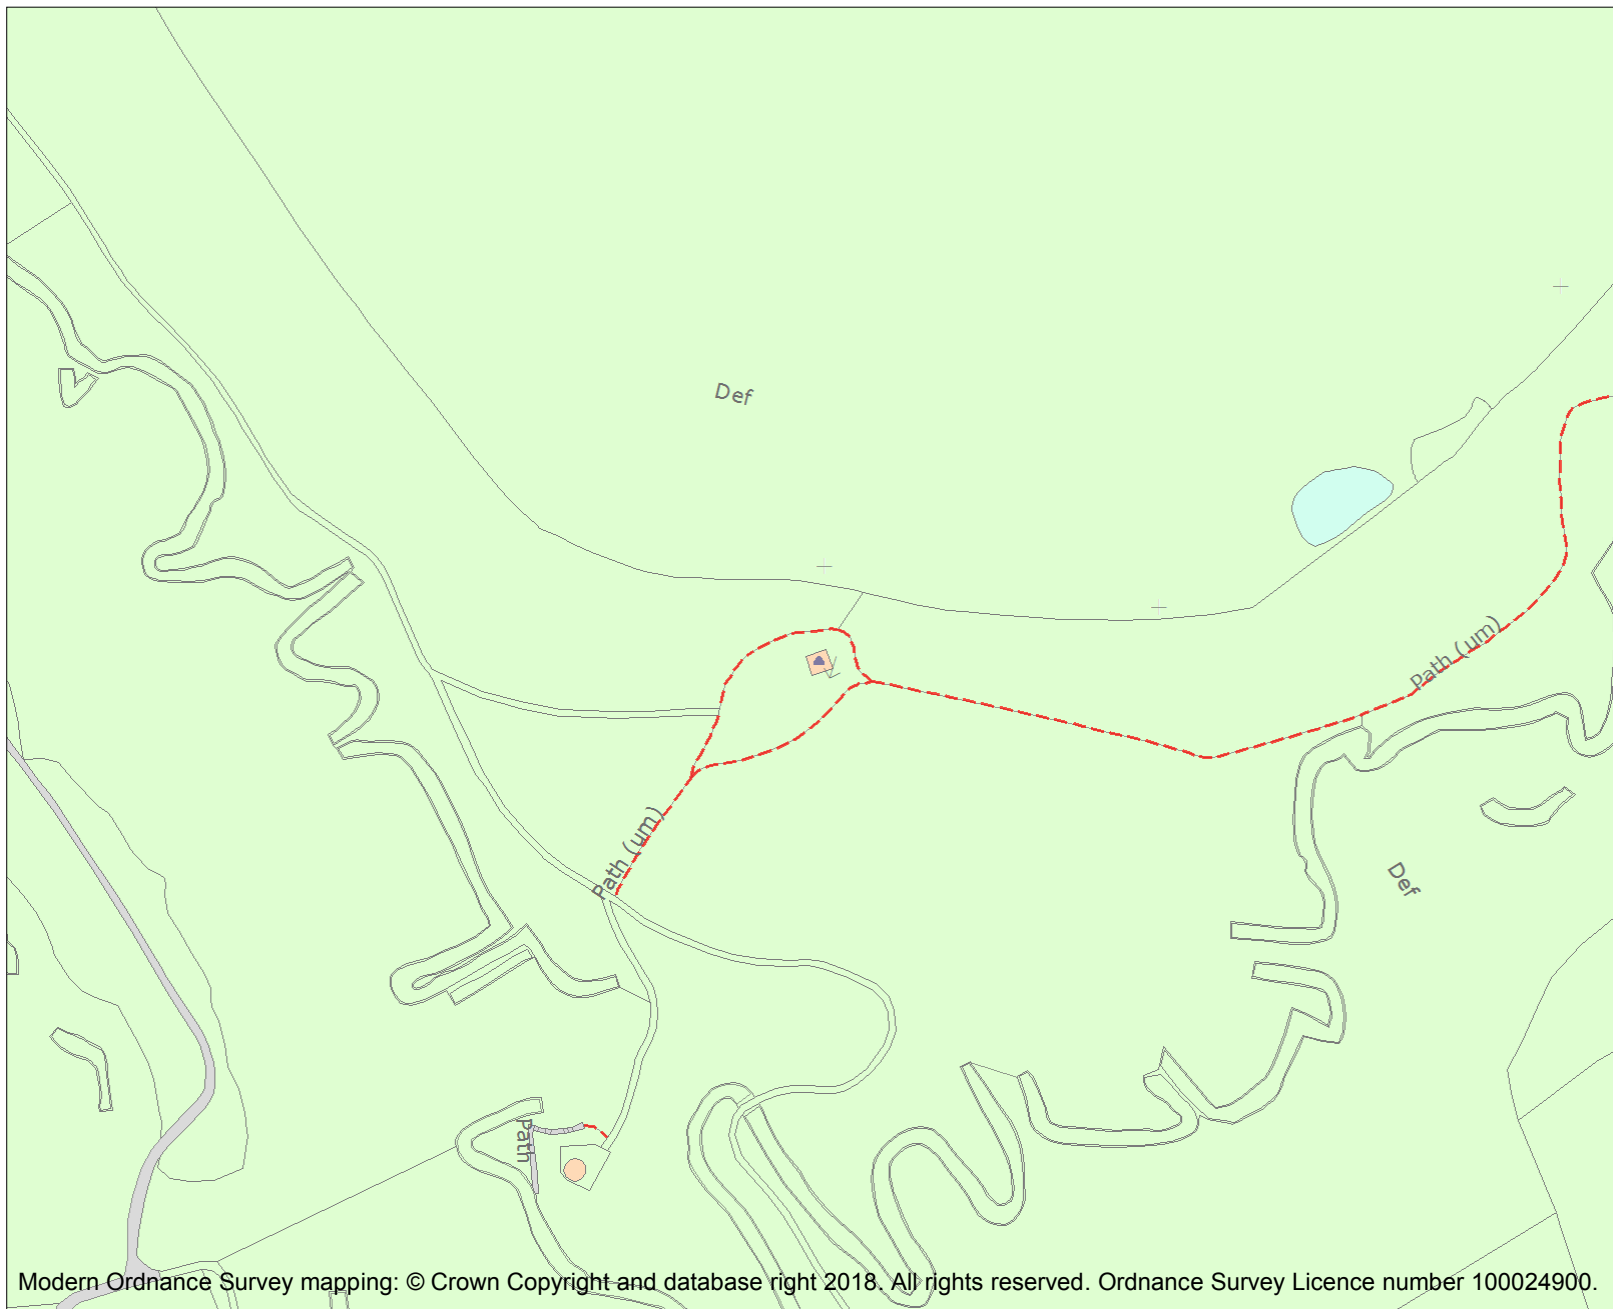 Def
Path (um)
Path (um)
Def
Path
Modern Ordnance Survey mapping: © Crown Copyright and database right 2018. All rights reserved. Ordnance Survey Licence number 100024900.